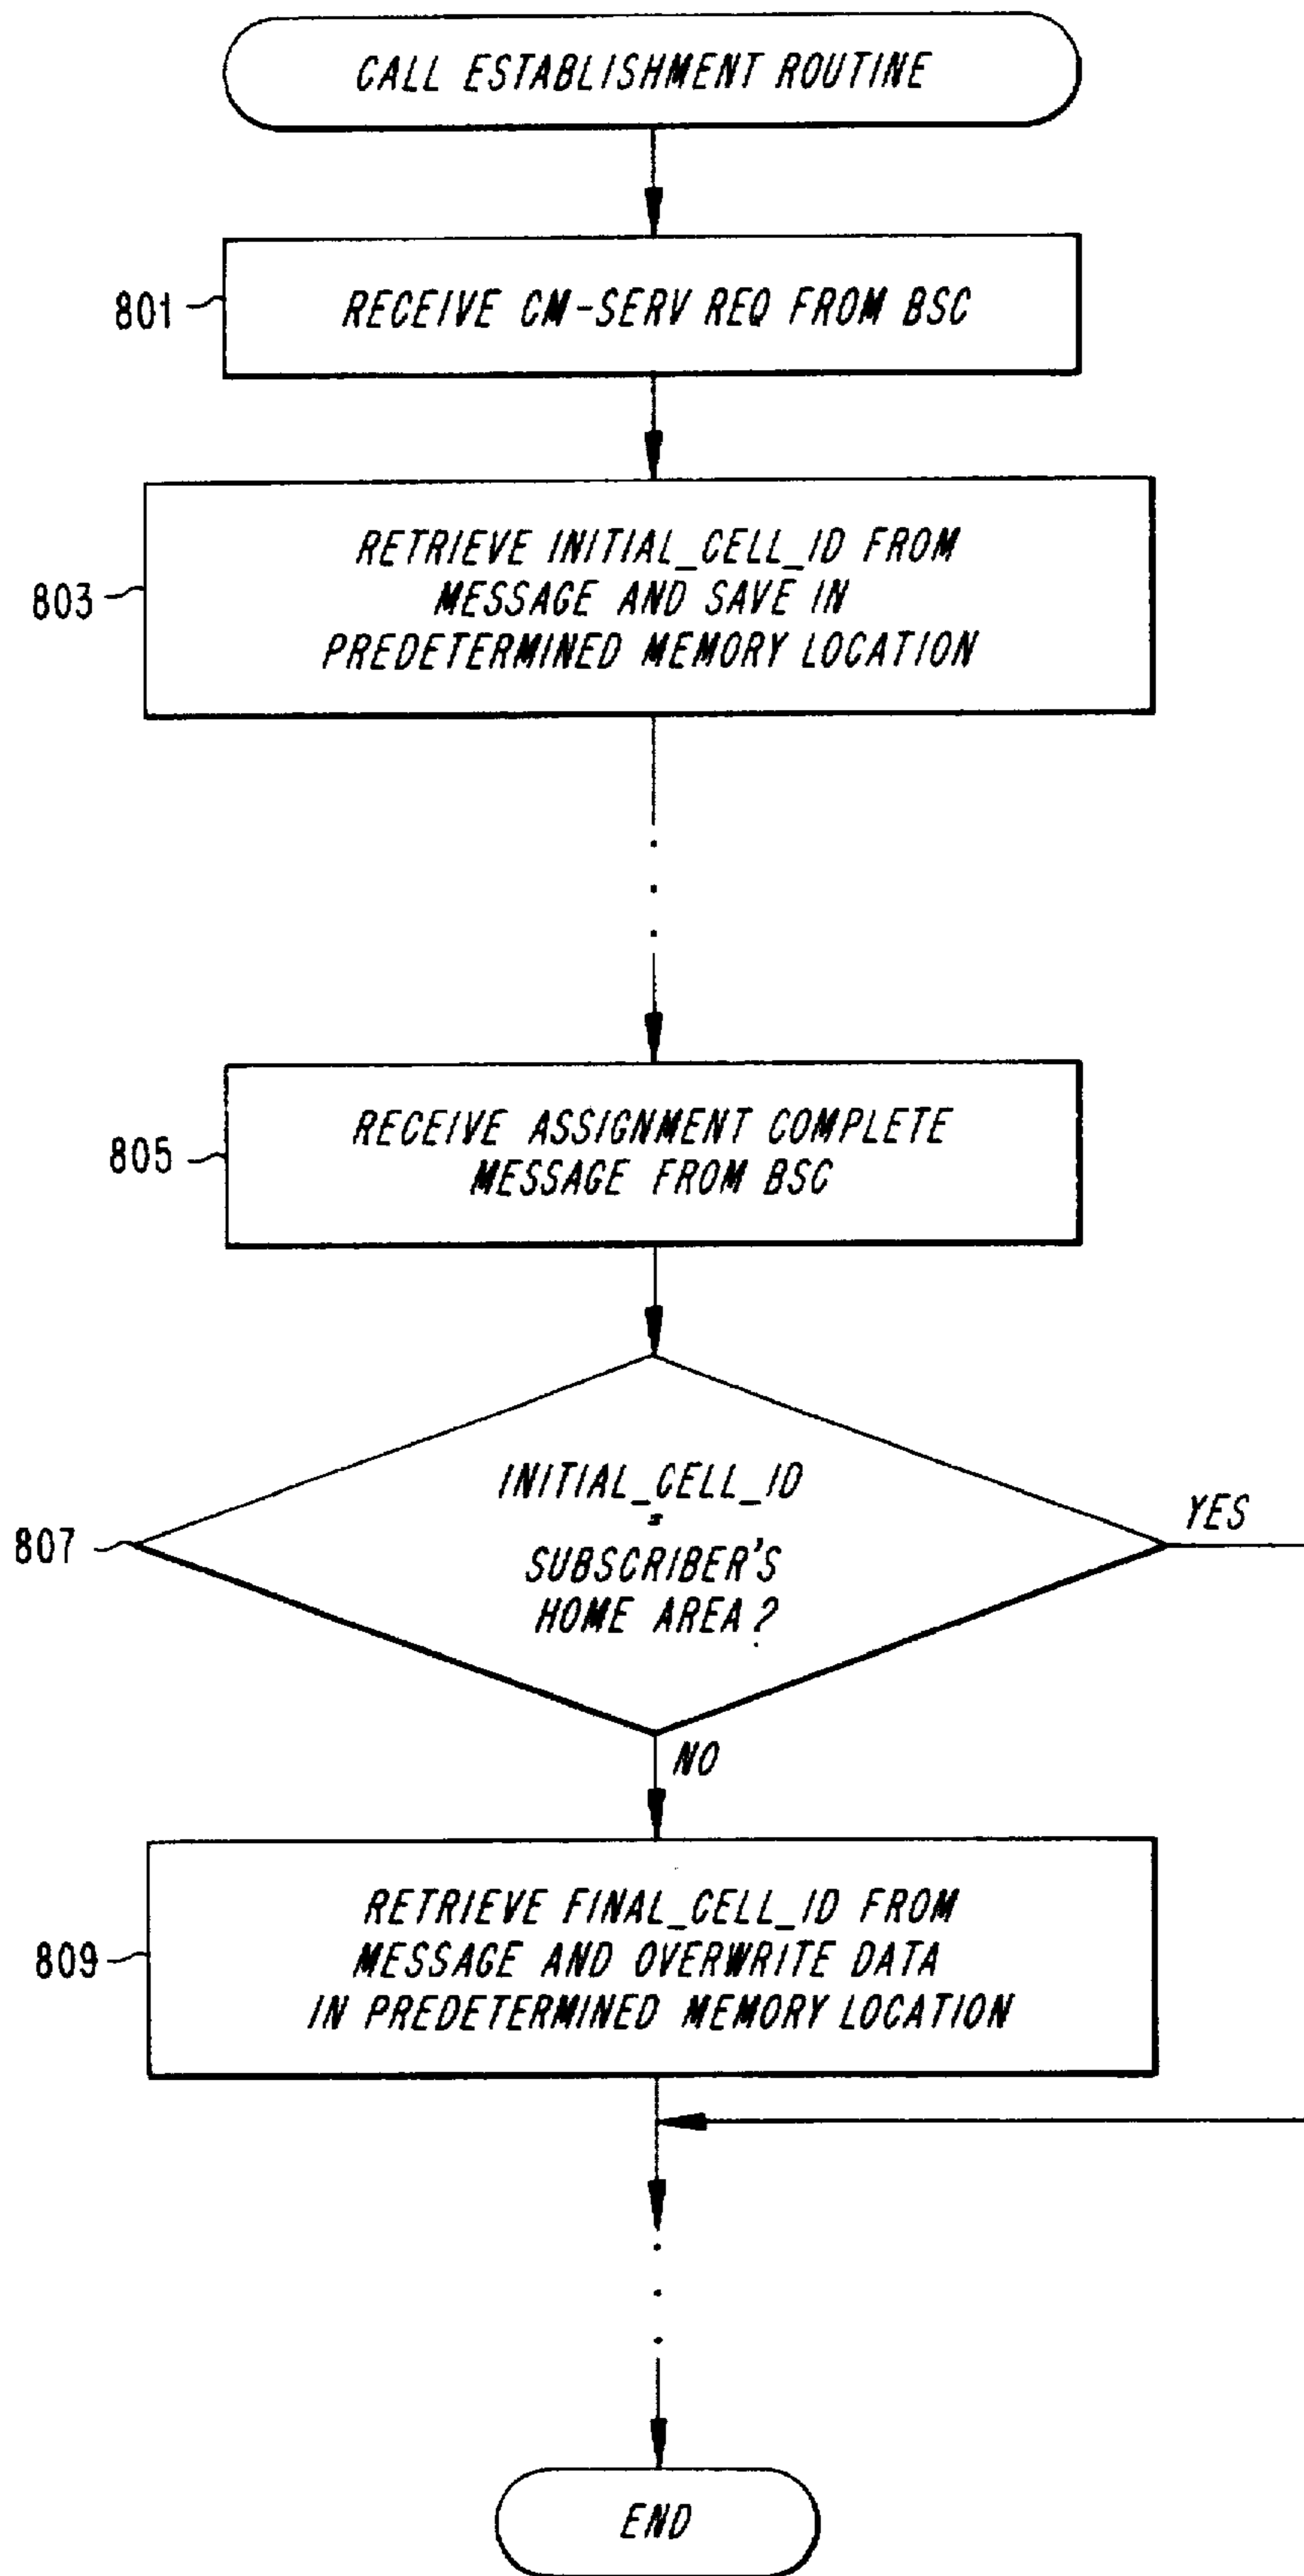 CALL ESTABLISHMENT ROUTINE
801
RECEIVE CM-SERV REQ FROM BSC
803
RETRIEVE INITIAL_CELL_ID FROM
MESSAGE AND SAVE IN
PREDETERMINED MEMORY LOCATION
805
RECEIVE ASSIGNMENT COMPLETE
MESSAGE FROM BSC
807
INITIAL_CELL_ID
=
SUBSCRIBER'S
HOME AREA?
YES
NO
809
RETRIEVE FINAL_CELL_ID FROM
MESSAGE AND OVERWRITE DATA
IN PREDETERMINED MEMORY LOCATION
END